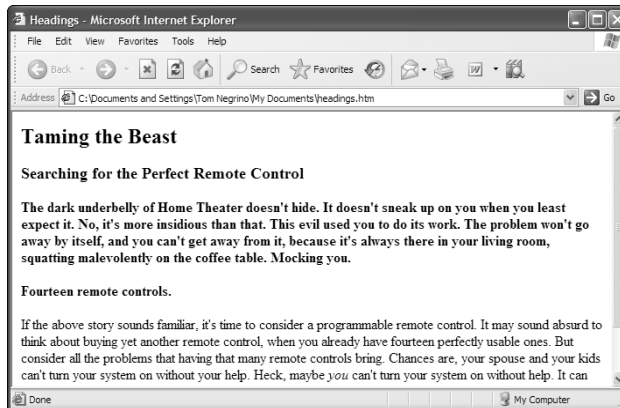 Headings - Microsoft Internet Explorer
File Edit View Favorites Tools Help
Back Search Favorites
Address C:\Documents and Settings\Tom Negrino\My Documents\headings.htm Go
Taming the Beast
Searching for the Perfect Remote Control
The dark underbelly of Home Theater doesn't hide. It doesn't sneak up on you when you least
expect it. No, it's more insidious than that. This evil used you to do its work. The problem won't go
away by itself, and you can't get away from it, because it's always there in your living room,
squatting malevolently on the coffee table. Mocking you.
Fourteen remote controls.
If the above story sounds familiar, it's time to consider a programmable remote control. It may sound absurd to
think about buying yet another remote control, when you already have fourteen perfectly usable ones. But
consider all the problems that having that many remote controls bring. Chances are, your spouse and your kids
can't turn your system on without your help. Heck, maybe you can't turn your system on without your help. It can
Done My Computer